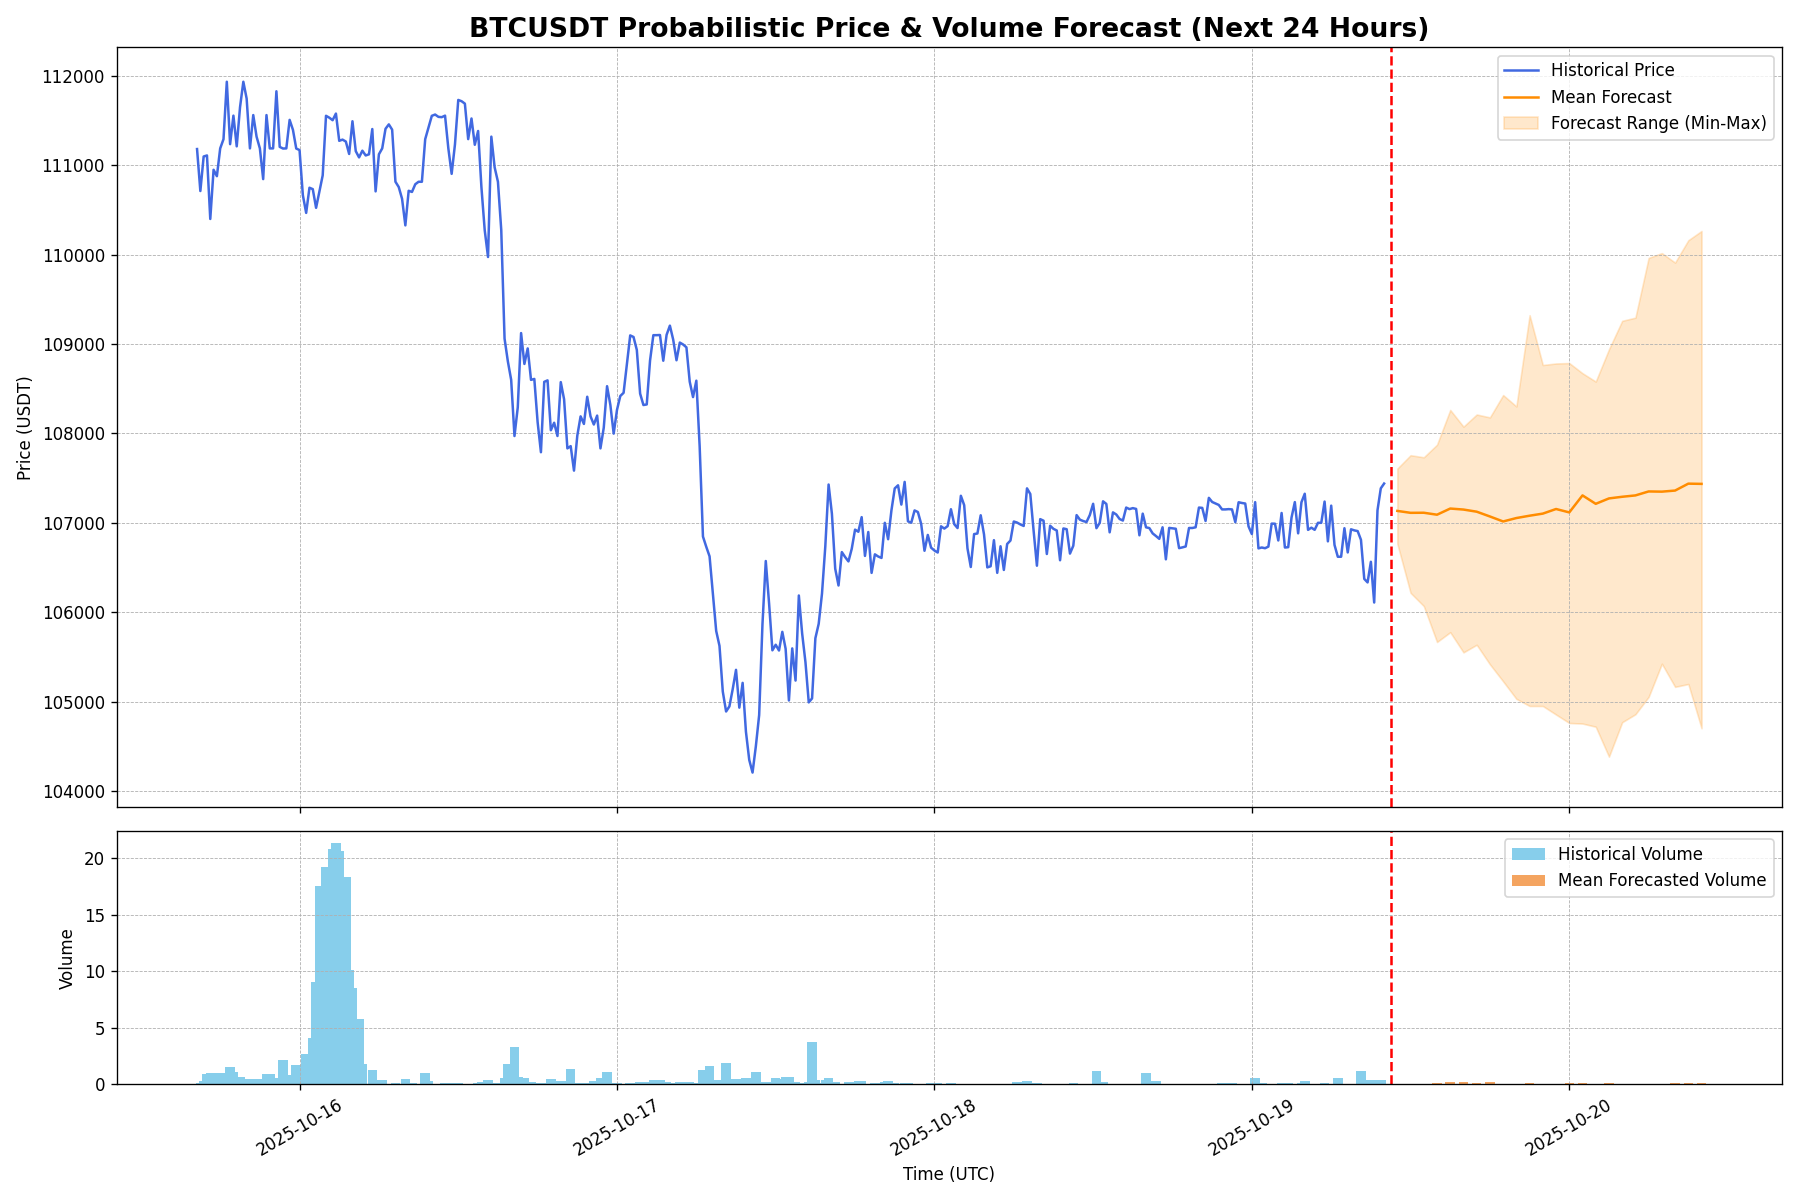 BTCUSDT Probabilistic Price & Volume Forecast (Next 24 Hours)
Historical Price
Mean Forecast
Forecast Range (Min-Max)
112000
111000
110000
109000
108000
107000
106000
105000
104000
Price (USDT)
Historical Volume
Mean Forecasted Volume
20
15
10
5
0
Volume
2025-10-16
2025-10-17
2025-10-18
2025-10-19
2025-10-20
Time (UTC)